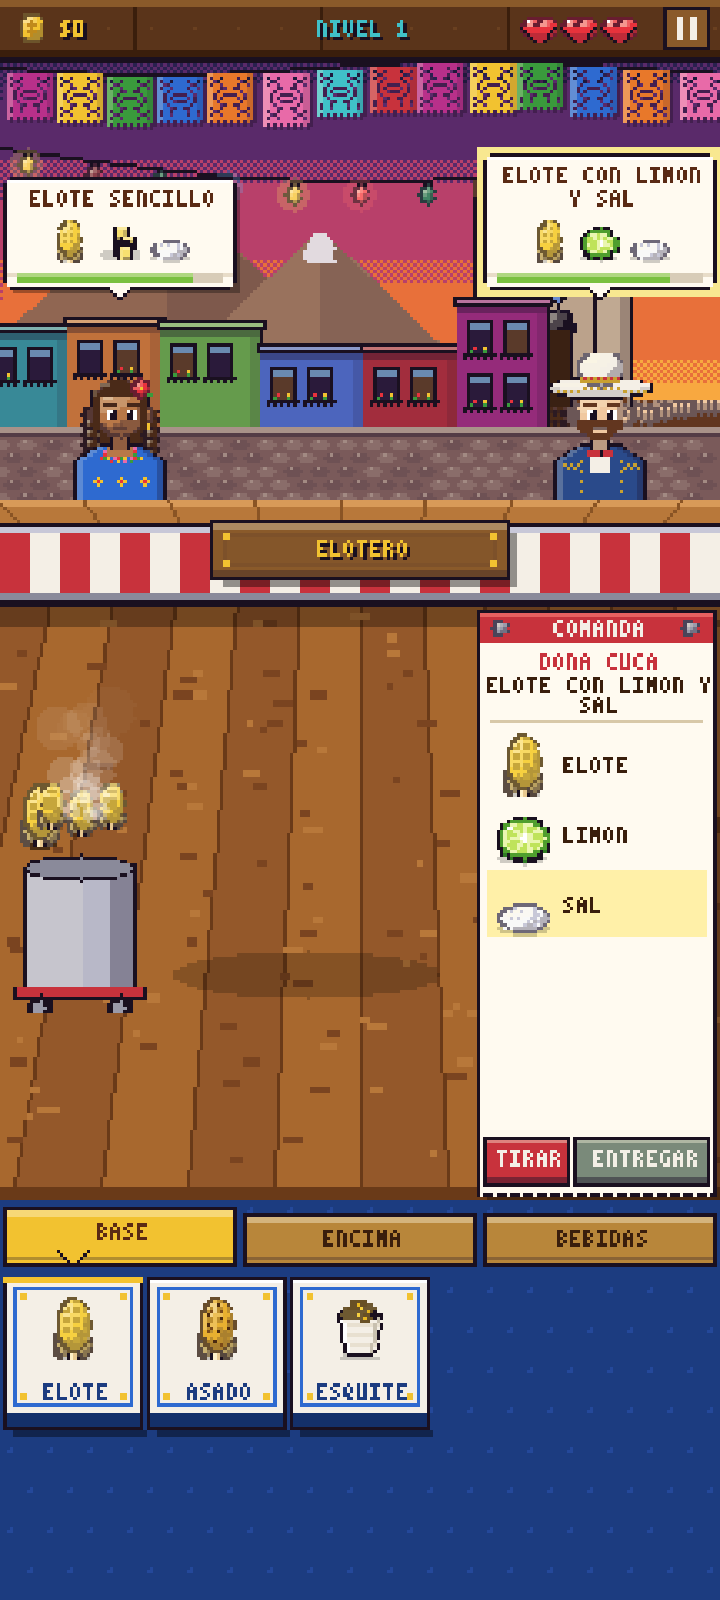 $0
NIVEL 1
ELOTE SENCILLO
ELOTE CON LIMON
Y SAL
ELOTERO
COMANDA
DONA CUCA
ELOTE CON LIMON Y
SAL
ELOTE
LIMON
SAL
TIRAR
ENTREGAR
BASE
ENCIMA
BEBIDAS
ELOTE
ASADO
ESQUITE